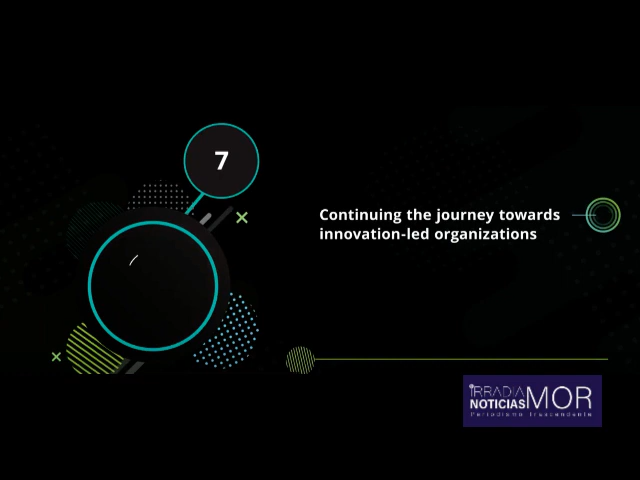 7
Continuing the journey towards
innovation-led organizations
IRRADIA
NOTICIAS MOR
Periodismo trascendente